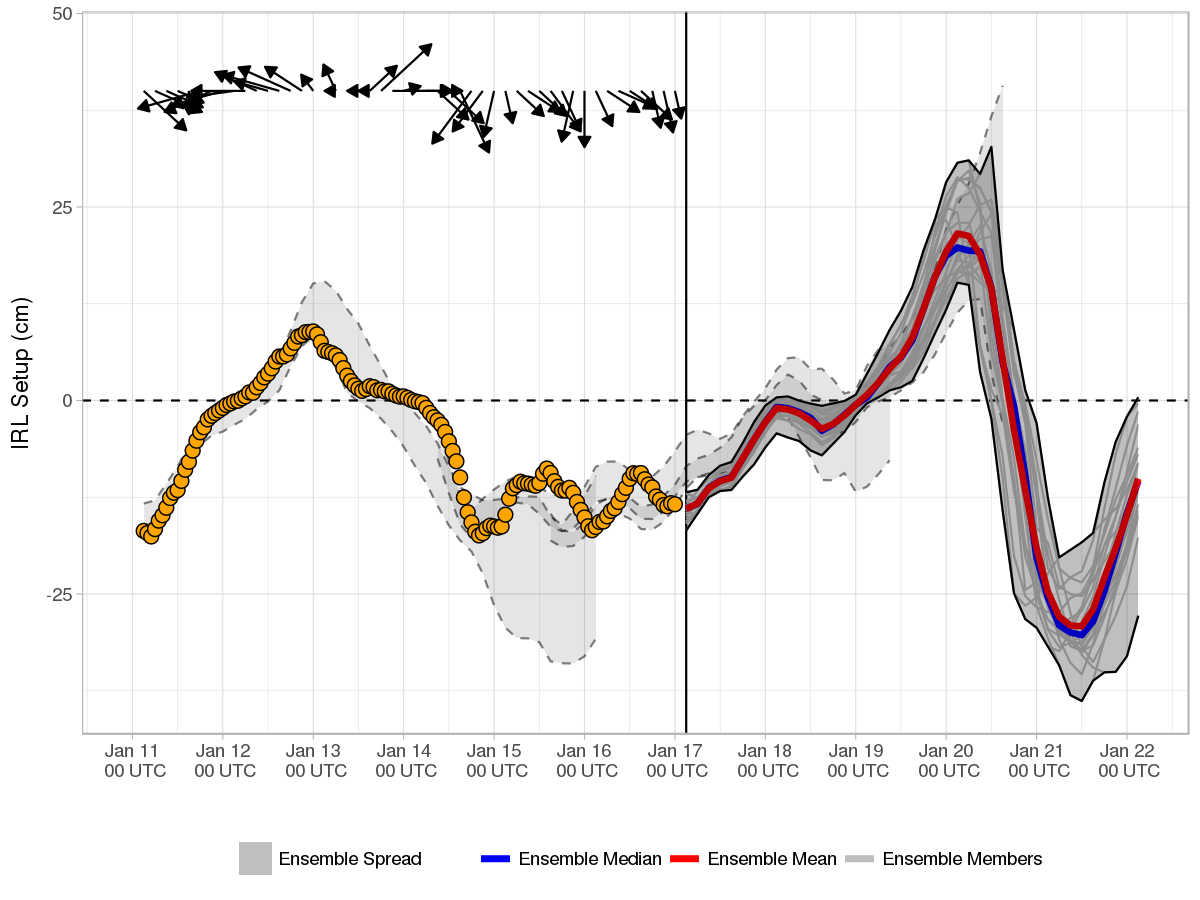 50
25
0
-25
IRL Setup (cm)
Jan 11 Jan 12 Jan 13 Jan 14 Jan 15 Jan 16 Jan 17 Jan 18 Jan 19 Jan 20 Jan 21 Jan 22
00 UTC 00 UTC 00 UTC 00 UTC 00 UTC 00 UTC 00 UTC 00 UTC 00 UTC 00 UTC 00 UTC 00 UTC
Ensemble Spread Ensemble Median Ensemble Mean Ensemble Members